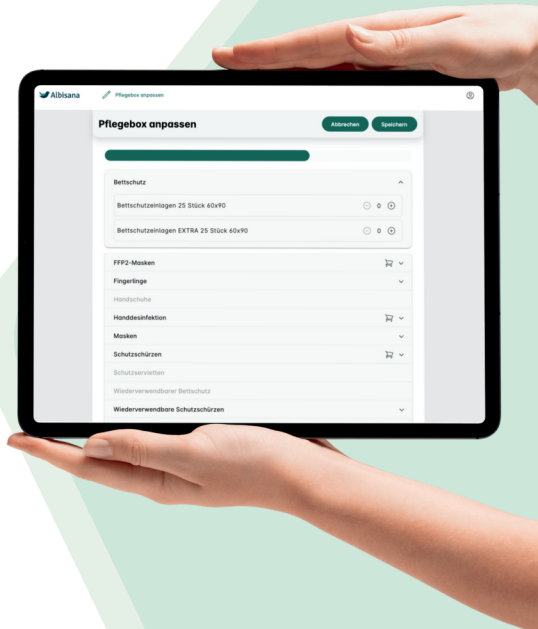 Albisana
Pflegebox anpassen
Pflegebox anpassen
Abbrechen
Speichern
Bettschutz
Bettschutzeinlagen 25 Stück 60x90
0
Bettschutzeinlagen EXTRA 25 Stück 60x90
0
FFP2-Masken
Fingerlinge
Handschuhe
Handdesinfektion
Masken
Schutzschürzen
Schutzservietten
Wiederverwendbarer Bettschutz
Wiederverwendbare Schutzschürzen